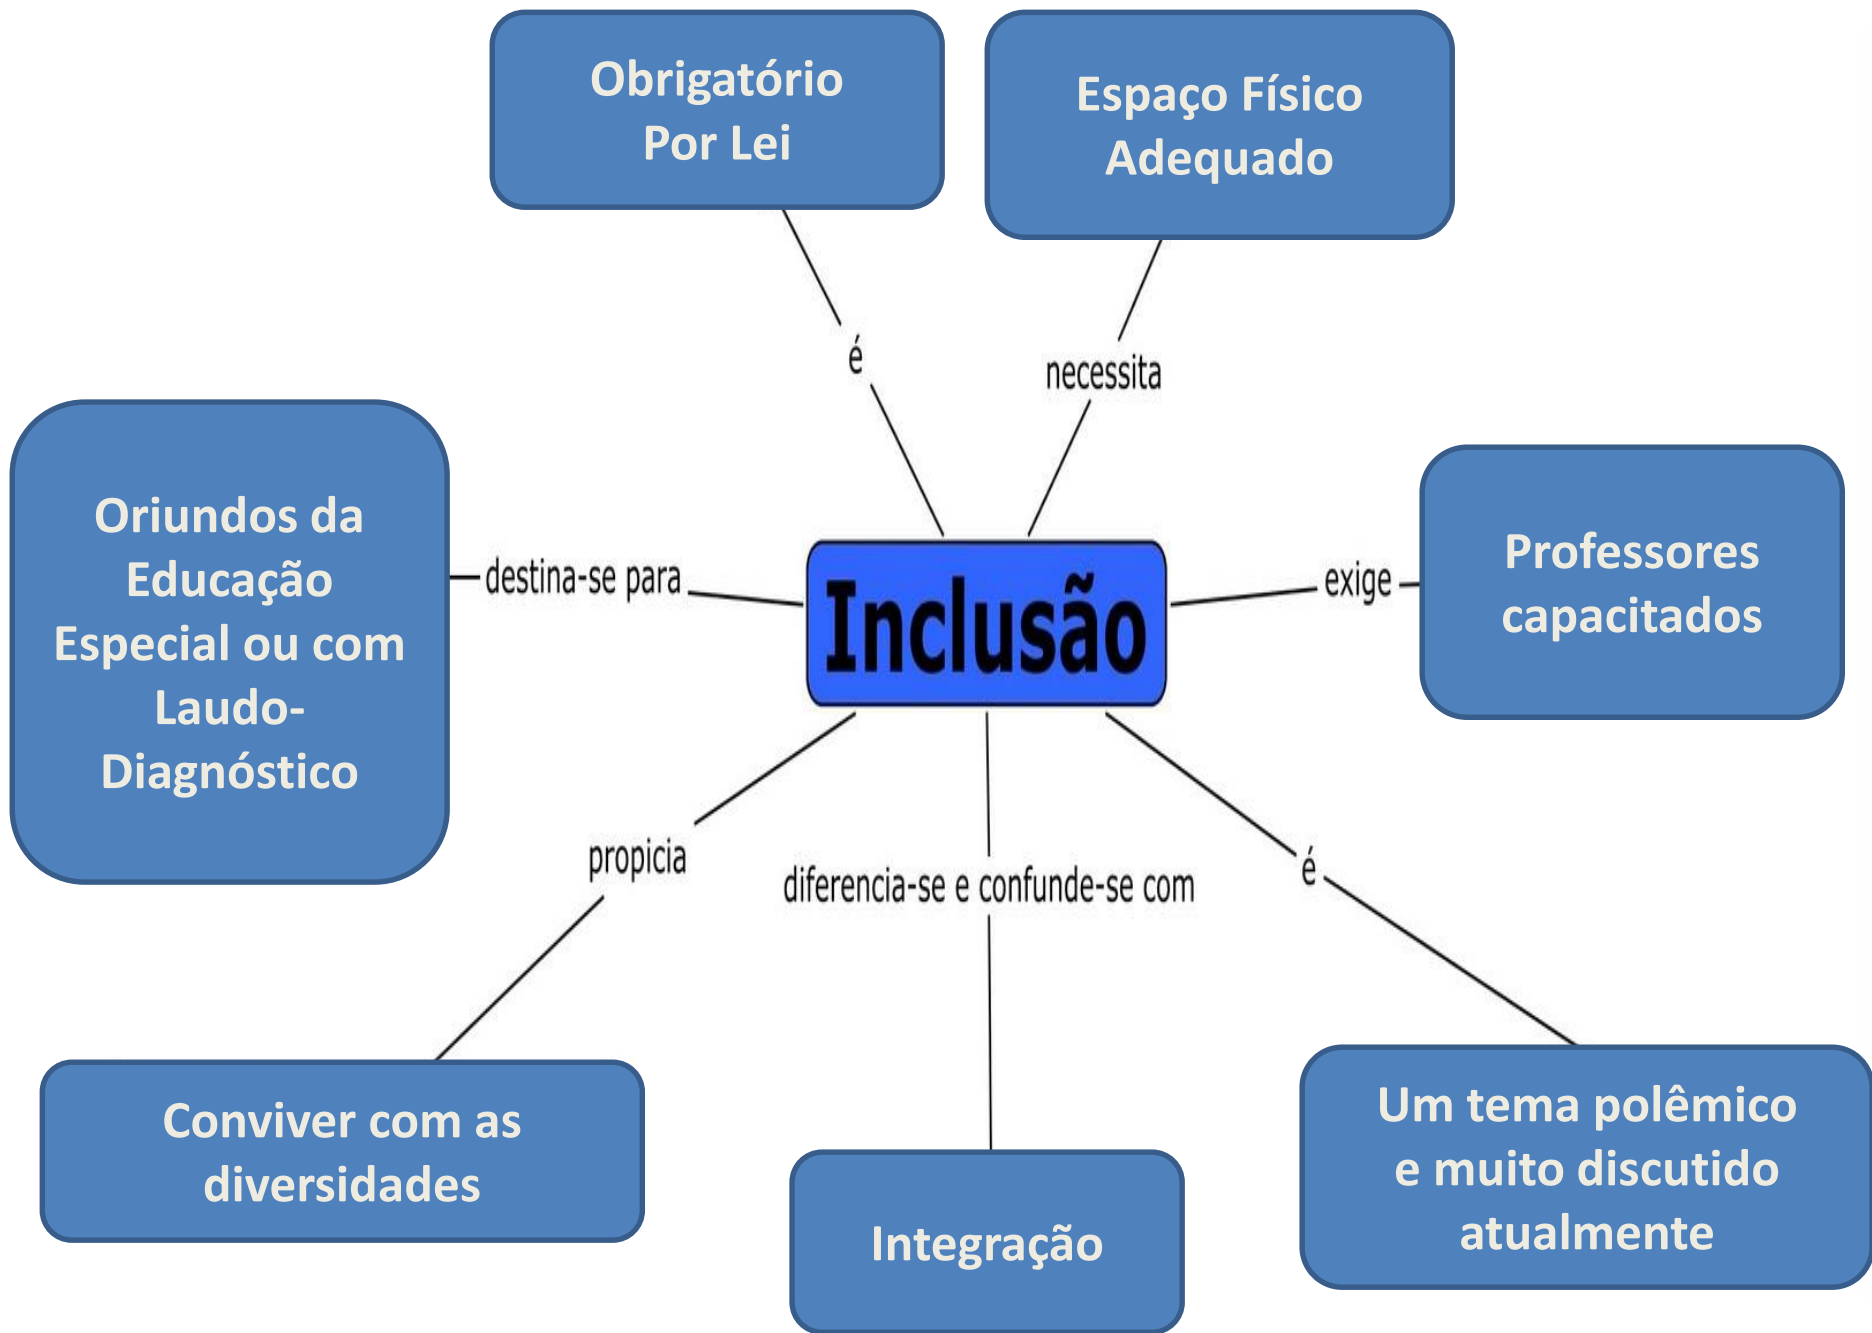 Obrigatório
Por Lei
Espaço Físico
Adequado
é
necessita
Oriundos da
Educação
Especial ou com
Laudo-
Diagnóstico
destina-se para
Inclusão
exige
Professores
capacitados
propicia
diferencia-se e confunde-se com
é
Conviver com as
diversidades
Integração
Um tema polêmico
e muito discutido
atualmente